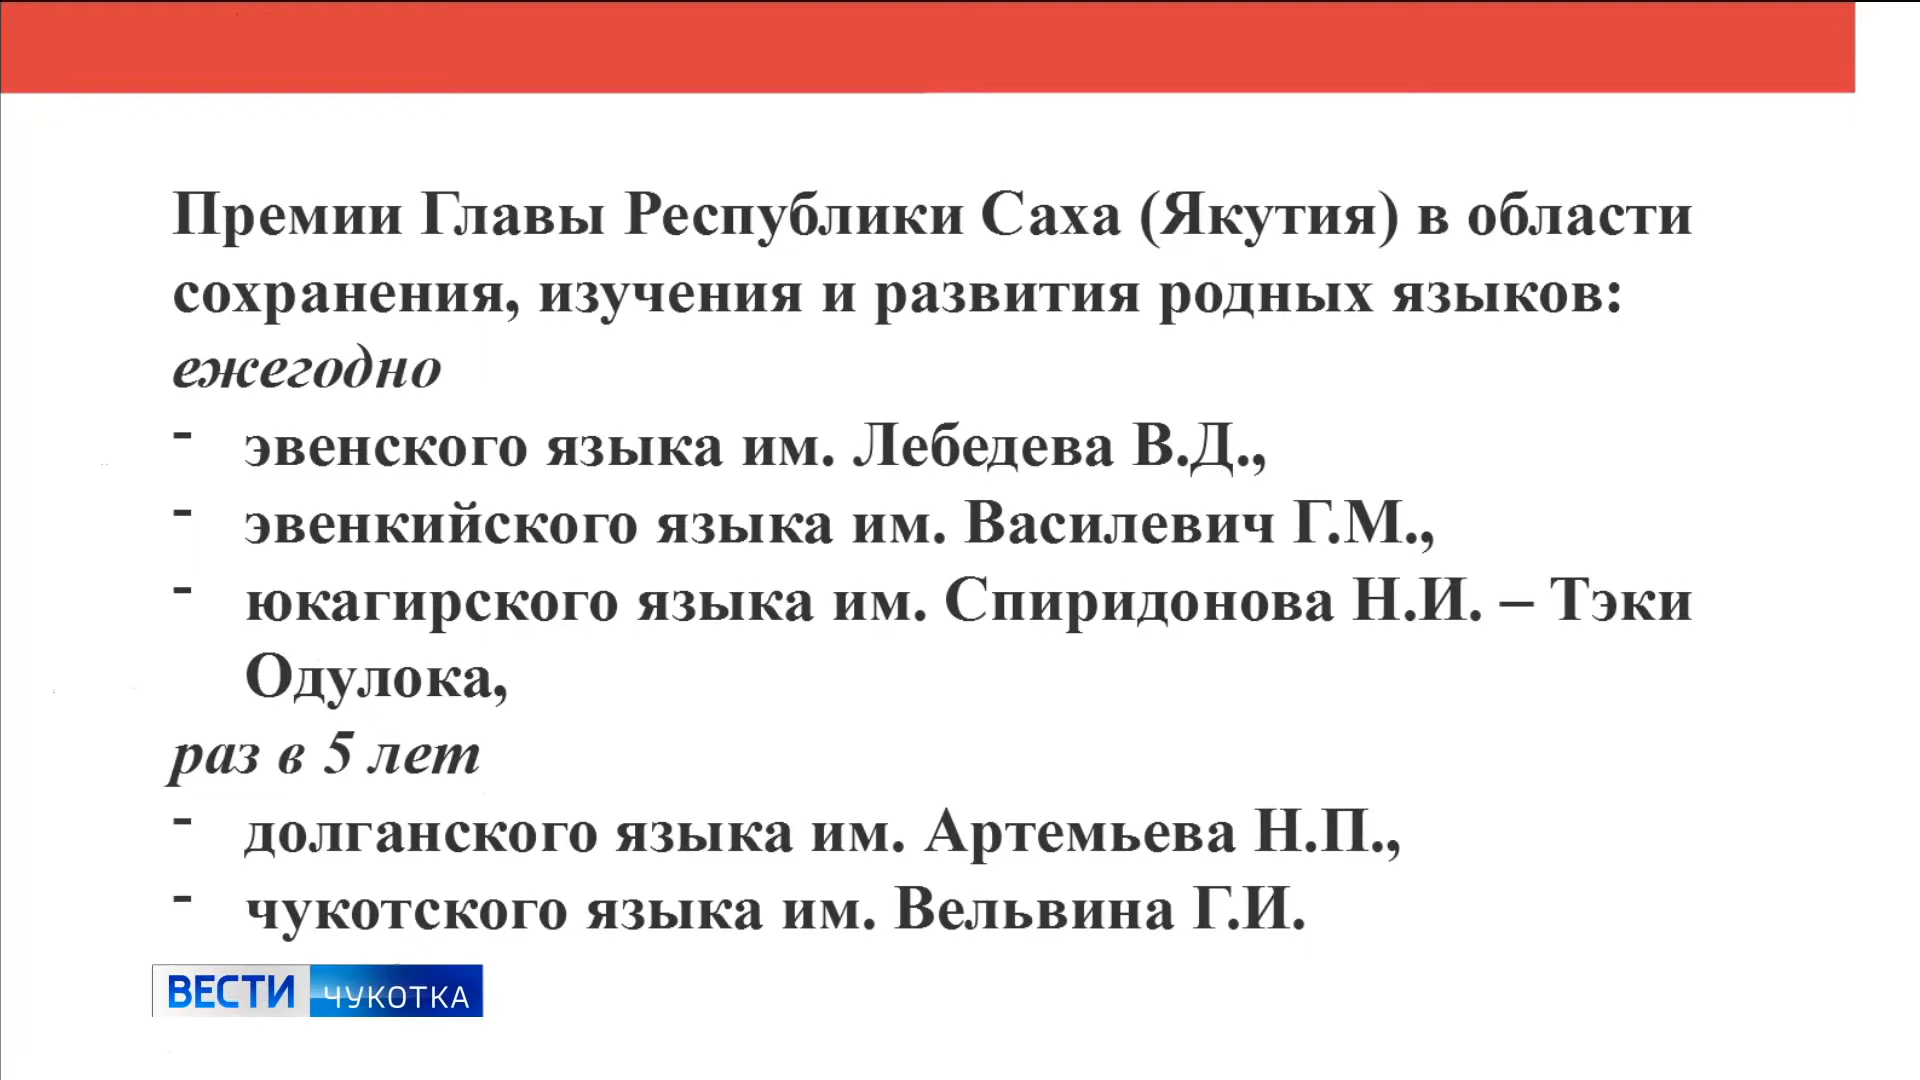 Премии Главы Республики Саха (Якутия) в области
сохранения, изучения и развития родных языков:
ежегодно
- эвенского языка им. Лебедева В.Д.,
- эвенкийского языка им. Василевич Г.М.,
- юкагирского языка им. Спиридонова Н.И. – Тэки
Одулока,
раз в 5 лет
- долганского языка им. Артемьева Н.П.,
- чукотского языка им. Вельвина Г.И.
ВЕСТИ ЧУКОТКА